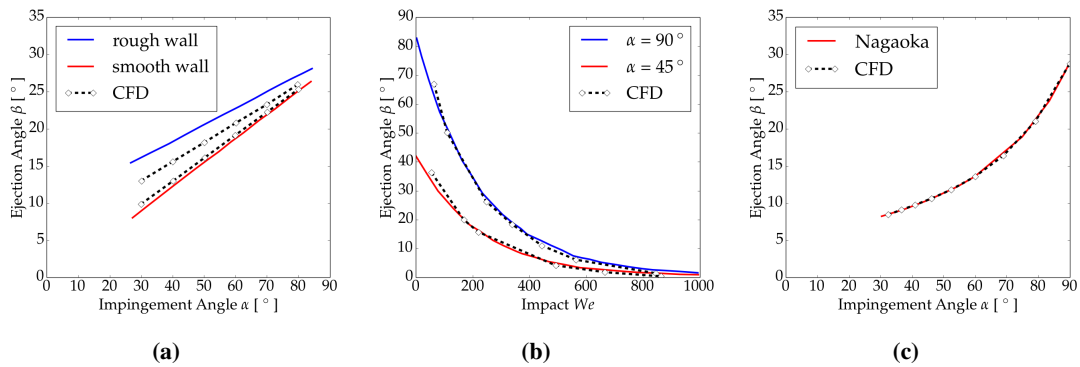 35
30
25
20
15
10
5
0
0 10 20 30 40 50 60 70 80 90
Ejection Angle β [ ° ]
Impingement Angle α [ ° ]
rough wall
smooth wall
CFD
(a)
90
80
70
60
50
40
30
20
10
0
0 200 400 600 800 1000
Ejection Angle β [ ° ]
Impact We
α = 90 °
α = 45 °
CFD
(b)
35
30
25
20
15
10
5
0
0 10 20 30 40 50 60 70 80 90
Ejection Angle β [ ° ]
Impingement Angle α [ ° ]
Nagaoka
CFD
(c)